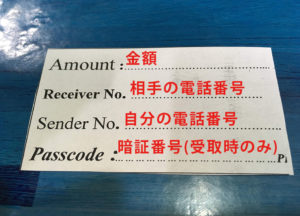 Amount : 金額
Receiver No. 相手の電話番号
Sender No. 自分の電話番号
Passcode : 暗証番号(受取時のみ)
Pi